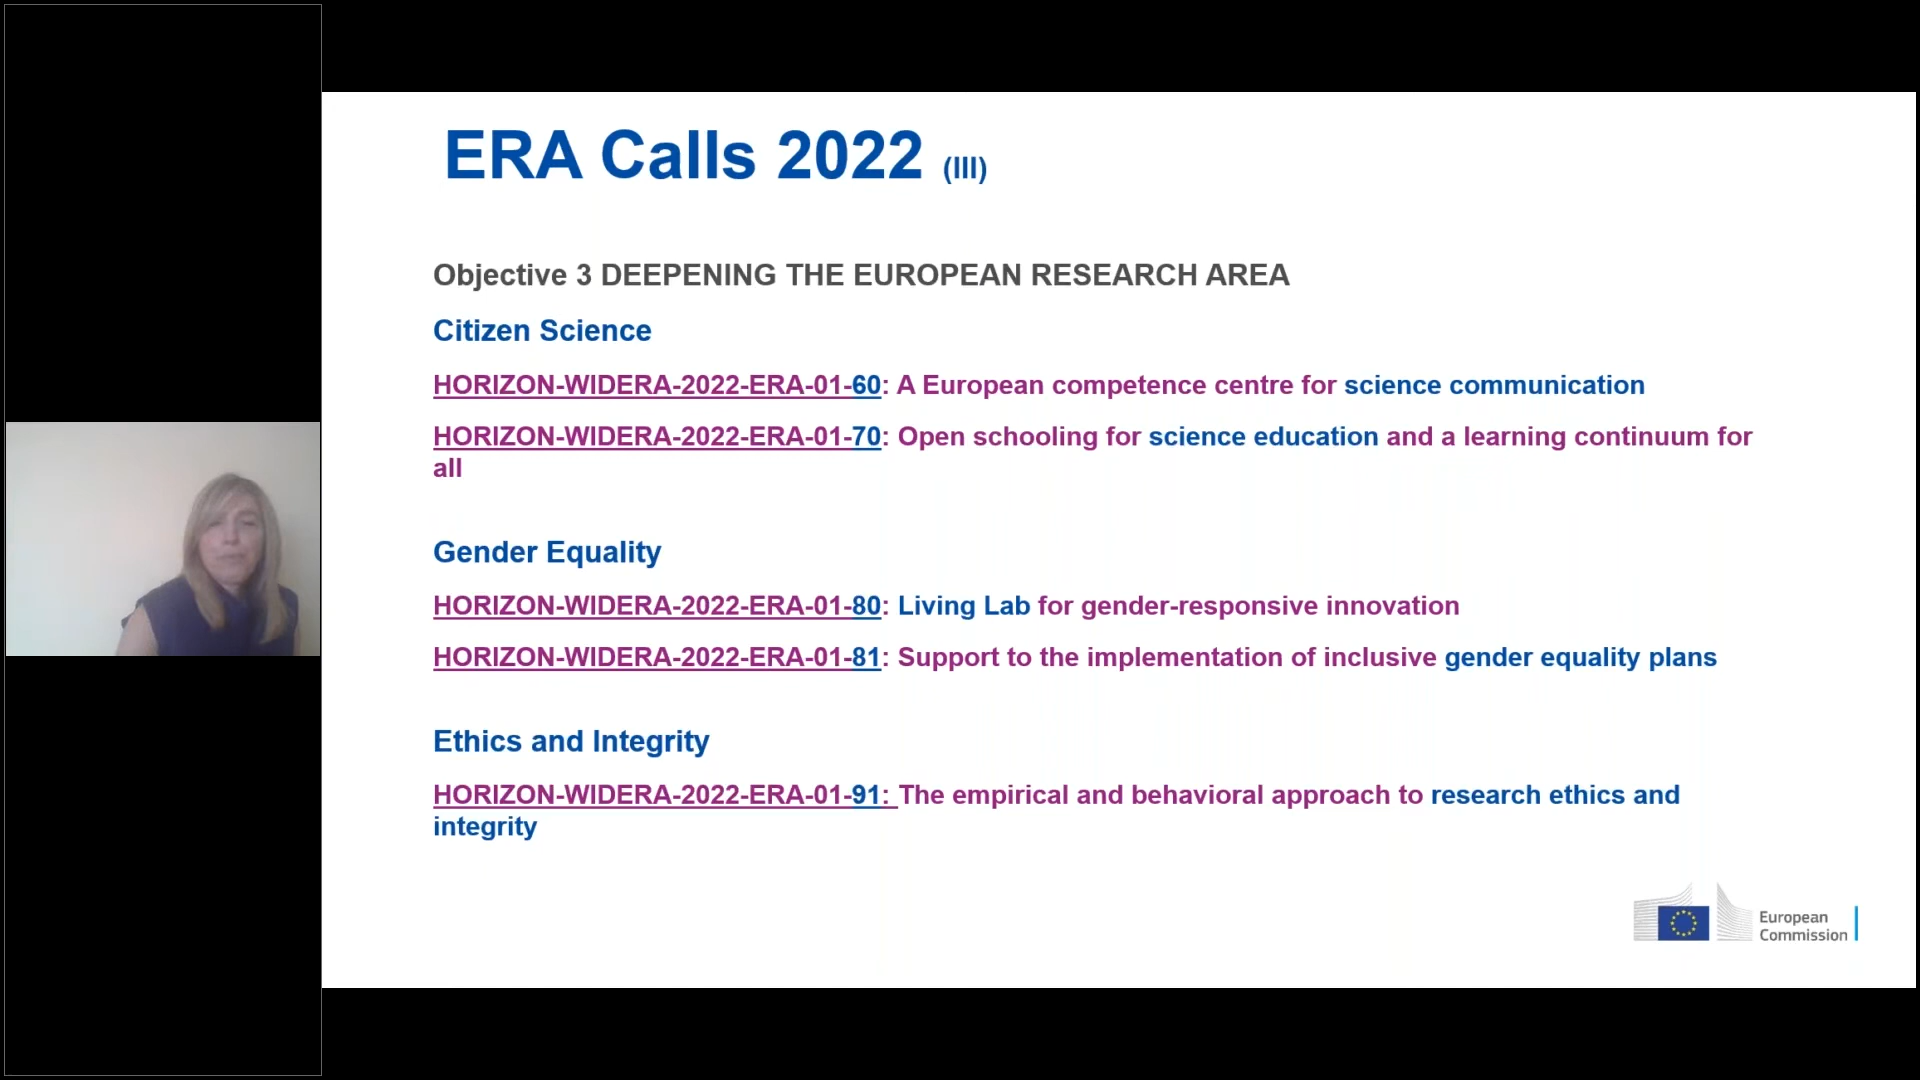 ERA Calls 2022 (III)
Objective 3 DEEPENING THE EUROPEAN RESEARCH AREA
Citizen Science
HORIZON-WIDERA-2022-ERA-01-60: A European competence centre for science communication
HORIZON-WIDERA-2022-ERA-01-70: Open schooling for science education and a learning continuum for
all
Gender Equality
HORIZON-WIDERA-2022-ERA-01-80: Living Lab for gender-responsive innovation
HORIZON-WIDERA-2022-ERA-01-81: Support to the implementation of inclusive gender equality plans
Ethics and Integrity
HORIZON-WIDERA-2022-ERA-01-91: The empirical and behavioral approach to research ethics and
integrity
European
Commission